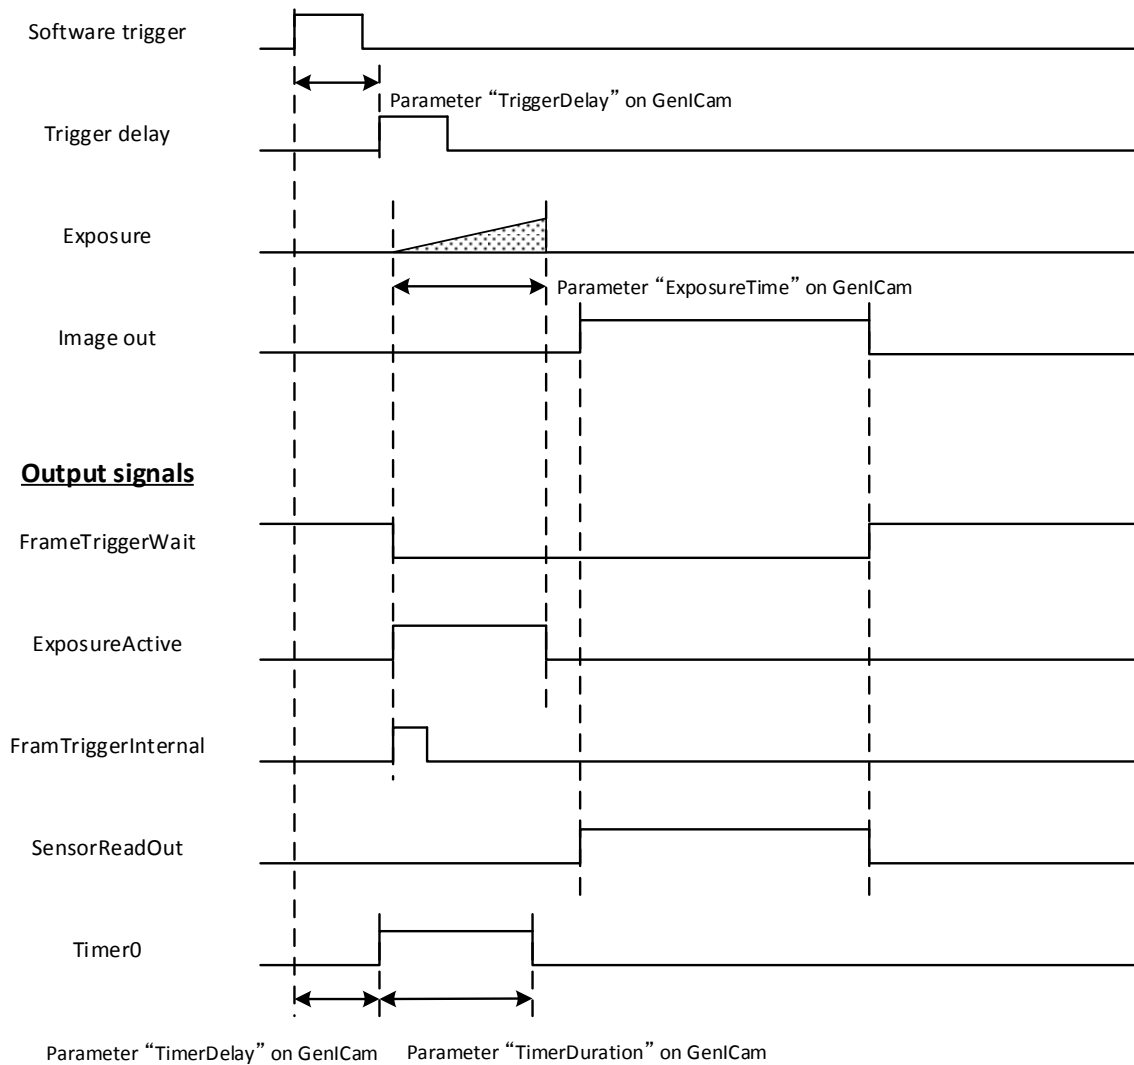 Software trigger
Parameter “TriggerDelay” on GenICam
Trigger delay
Exposure
Parameter “ExposureTime” on GenICam
Image out
Output signals
FrameTriggerWait
ExposureActive
FramTriggerInternal
SensorReadOut
Timer0
Parameter “TimerDelay” on GenICam
Parameter “TimerDuration” on GenICam